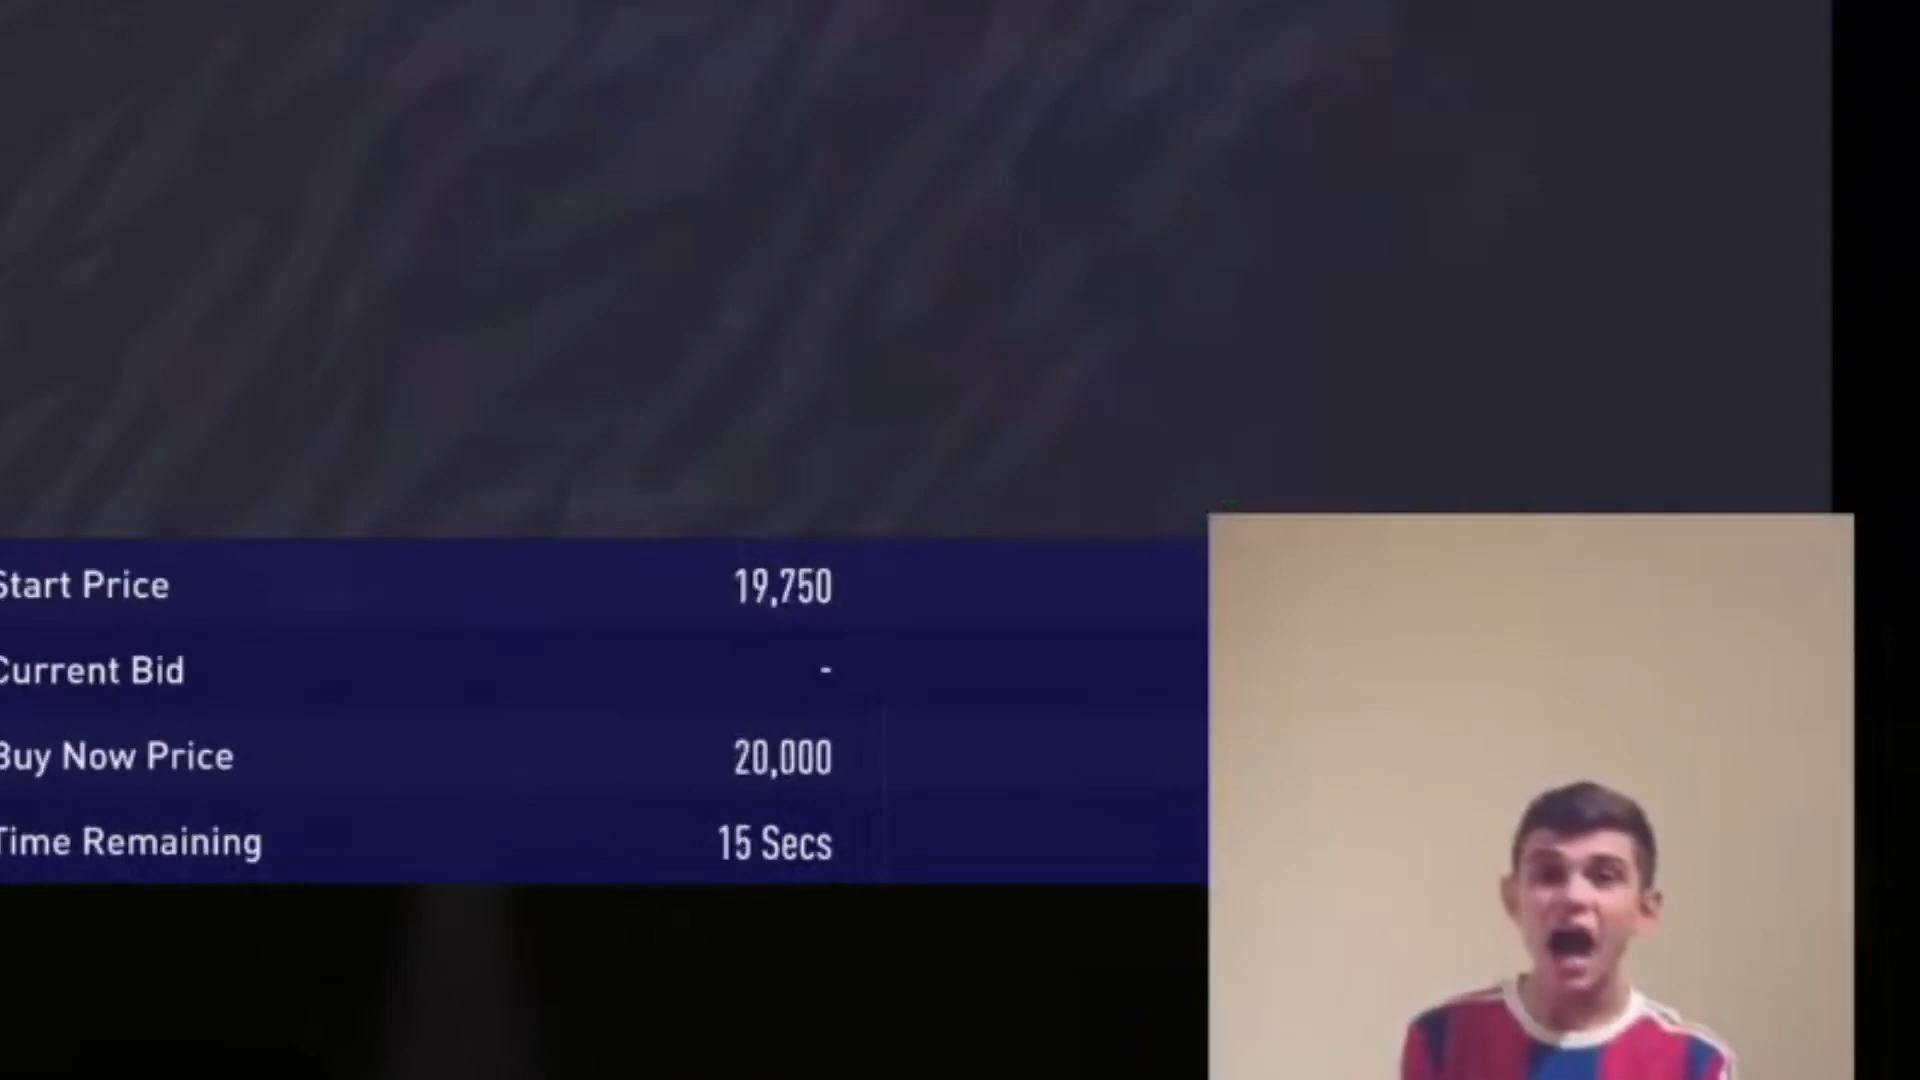 Start Price 19,750
Current Bid -
Buy Now Price 20,000
Time Remaining 15 Secs